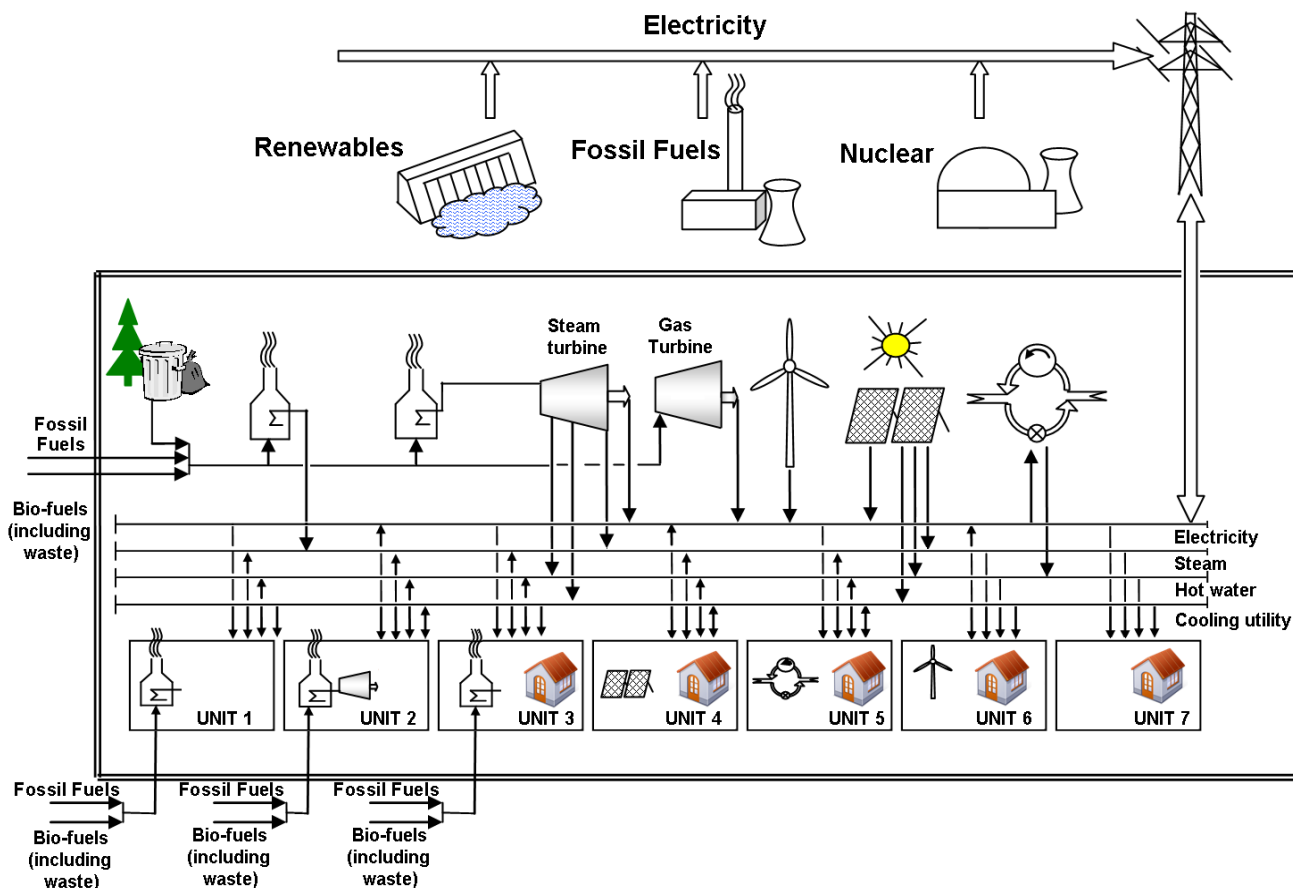 Electricity
Renewables
Fossil Fuels
Nuclear
Steam
turbine
Gas
Turbine
Fossil
Fuels
Bio-fuels
(including
waste)
Electricity
Steam
Hot water
Cooling utility
UNIT 1
UNIT 2
UNIT 3
UNIT 4
UNIT 5
UNIT 6
UNIT 7
Fossil Fuels
Bio-fuels
(including
waste)
Fossil Fuels
Bio-fuels
(including
waste)
Fossil Fuels
Bio-fuels
(including
waste)